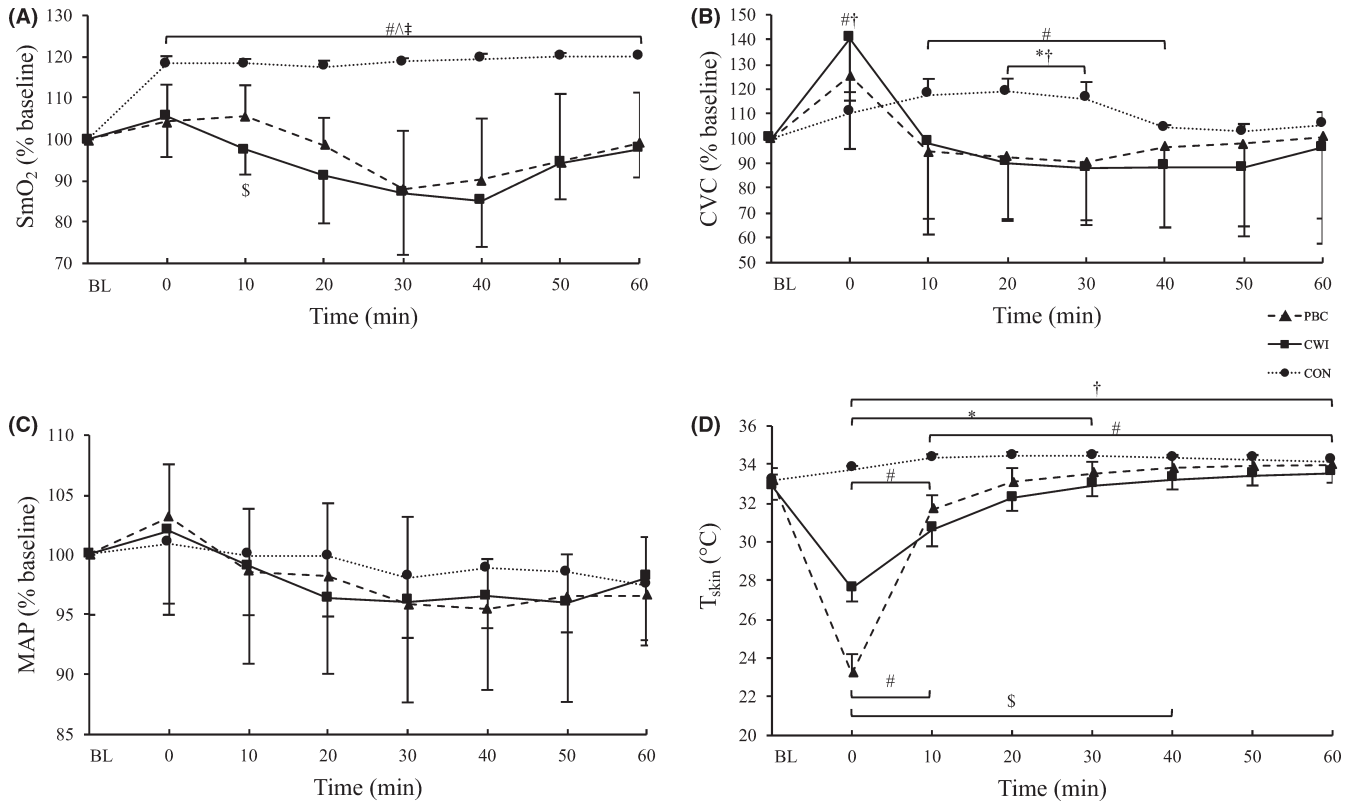 (A)
SmO2 (% baseline)
130
120
110
100
90
80
70
#^‡
$
BL 0 10 20 30 40 50 60
Time (min)
(B)
CVC (% baseline)
150
140
130
120
110
100
90
80
70
60
50
#†
#
*†
BL 0 10 20 30 40 50 60
Time (min)
PBC
CWI
CON
(C)
MAP (% baseline)
110
105
100
95
90
85
BL 0 10 20 30 40 50 60
Time (min)
(D)
Tskin (°C)
36
34
32
30
28
26
24
22
20
†
*
#
#
#
$
BL 0 10 20 30 40 50 60
Time (min)